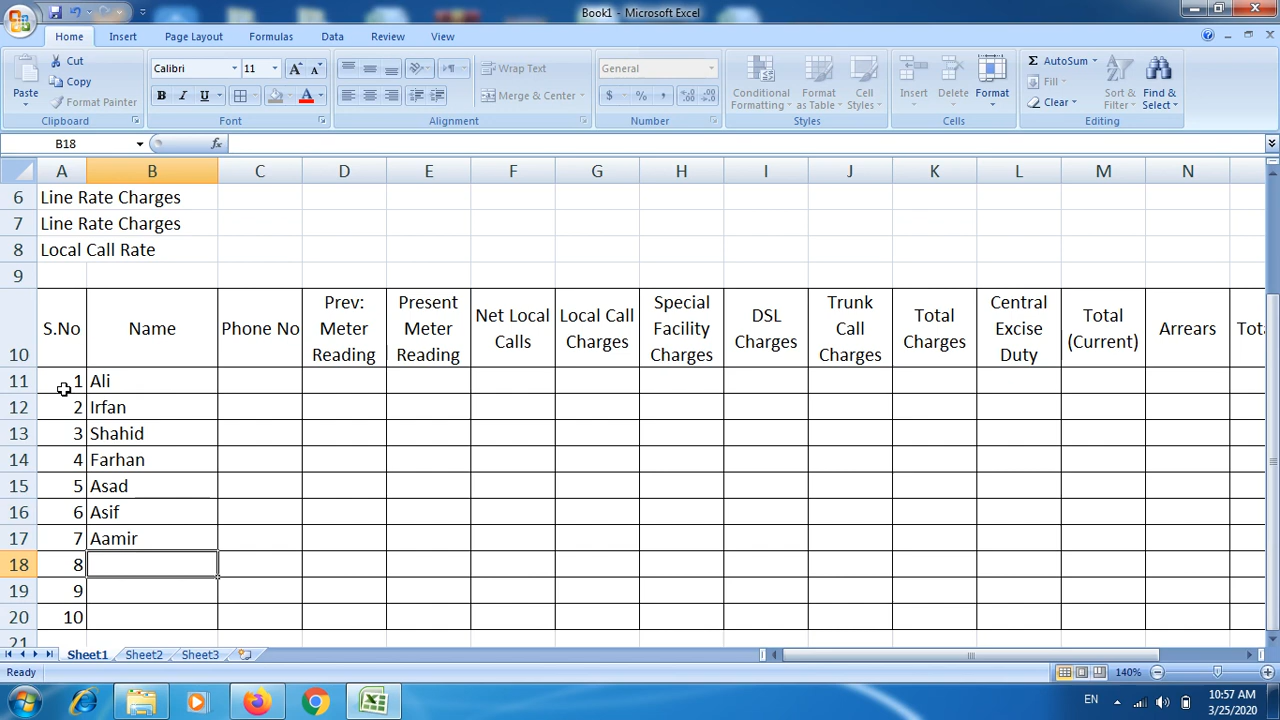 Book1 - Microsoft Excel
Home Insert Page Layout Formulas Data Review View
Paste
Cut
Copy
Format Painter
Clipboard
Calibri 11
B I U
Font
Wrap Text
Merge & Center
Alignment
General
$ % ,
Number
Conditional Formatting
Format as Table
Cell Styles
Styles
Insert Delete Format
Cells
Σ AutoSum
Fill
Clear
Sort & Filter
Find & Select
Editing
B18 fx
A B C D E F G H I J K L M N
6 Line Rate Charges
7 Line Rate Charges
8 Local Call Rate
9
10 S.No Name Phone No Prev: Meter Reading Present Meter Reading Net Local Calls Local Call Charges Special Facility Charges DSL Charges Trunk Call Charges Total Charges Central Excise Duty Total (Current) Arrears Tota
11 1 Ali
12 2 Irfan
13 3 Shahid
14 4 Farhan
15 5 Asad
16 6 Asif
17 7 Aamir
18 8
19 9
20 10
21
Sheet1 Sheet2 Sheet3
Ready 140%
EN 10:57 AM
3/25/2020